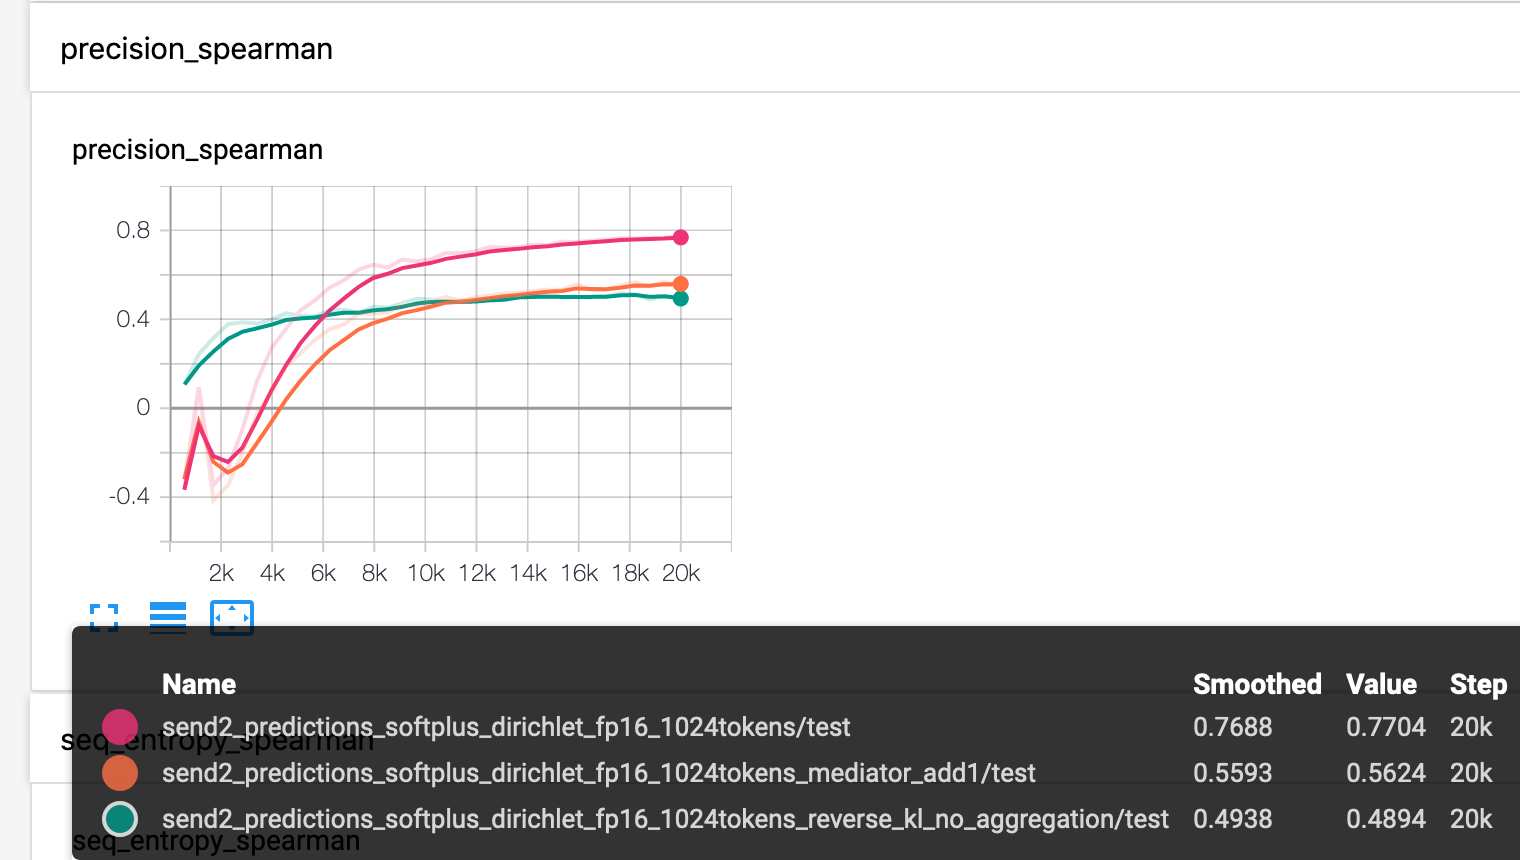 precision_spearman
precision_spearman
0.8
0.4
0
-0.4
2k 4k 6k 8k 10k 12k 14k 16k 18k 20k
Name Smoothed Value Step
send2_predictions_softplus_dirichlet_fp16_1024tokens/test 0.7688 0.7704 20k
seq_entropy_spearman
send2_predictions_softplus_dirichlet_fp16_1024tokens_mediator_add1/test 0.5593 0.5624 20k
send2_predictions_softplus_dirichlet_fp16_1024tokens_reverse_kl_no_aggregation/test 0.4938 0.4894 20k
seq_entropy_spearman